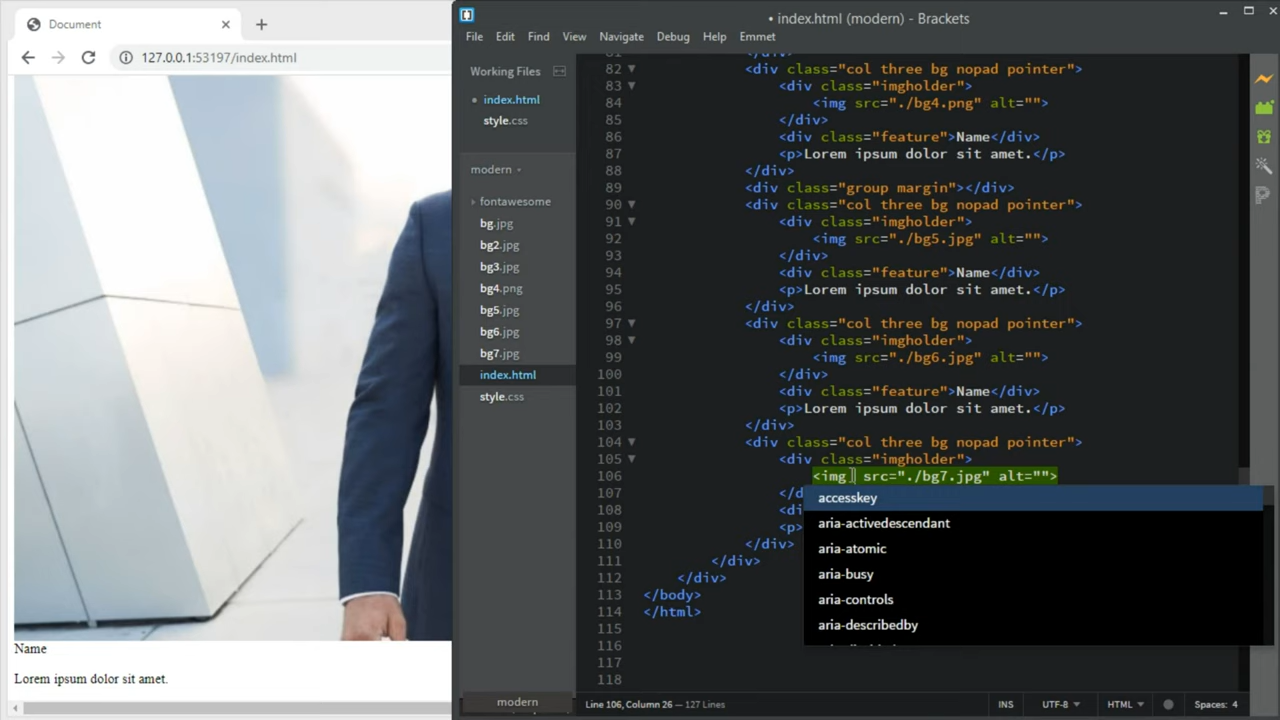 Document
127.0.0.1:53197/index.html
Name
Lorem ipsum dolor sit amet.
• index.html (modern) - Brackets
File Edit Find View Navigate Debug Help Emmet
Working Files
index.html
style.css
modern
fontawesome
bg.jpg
bg2.jpg
bg3.jpg
bg4.png
bg5.jpg
bg6.jpg
bg7.jpg
index.html
style.css
modern
82 <div class="col three bg nopad pointer">
83 <div class="imgholder">
84 <img src="./bg4.png" alt="">
85 </div>
86 <div class="feature">Name</div>
87 <p>Lorem ipsum dolor sit amet.</p>
88 </div>
89 <div class="group margin"></div>
90 <div class="col three bg nopad pointer">
91 <div class="imgholder">
92 <img src="./bg5.jpg" alt="">
93 </div>
94 <div class="feature">Name</div>
95 <p>Lorem ipsum dolor sit amet.</p>
96 </div>
97 <div class="col three bg nopad pointer">
98 <div class="imgholder">
99 <img src="./bg6.jpg" alt="">
100 </div>
101 <div class="feature">Name</div>
102 <p>Lorem ipsum dolor sit amet.</p>
103 </div>
104 <div class="col three bg nopad pointer">
105 <div class="imgholder">
106 <img src="./bg7.jpg" alt="">
107 </d
108 <di
109 <p>
110 </div>
111 </div>
112 </div>
113 </body>
114 </html>
115
116
117
118
accesskey
aria-activedescendant
aria-atomic
aria-busy
aria-controls
aria-describedby
Line 106, Column 26 — 127 Lines
INS UTF-8 HTML Spaces: 4